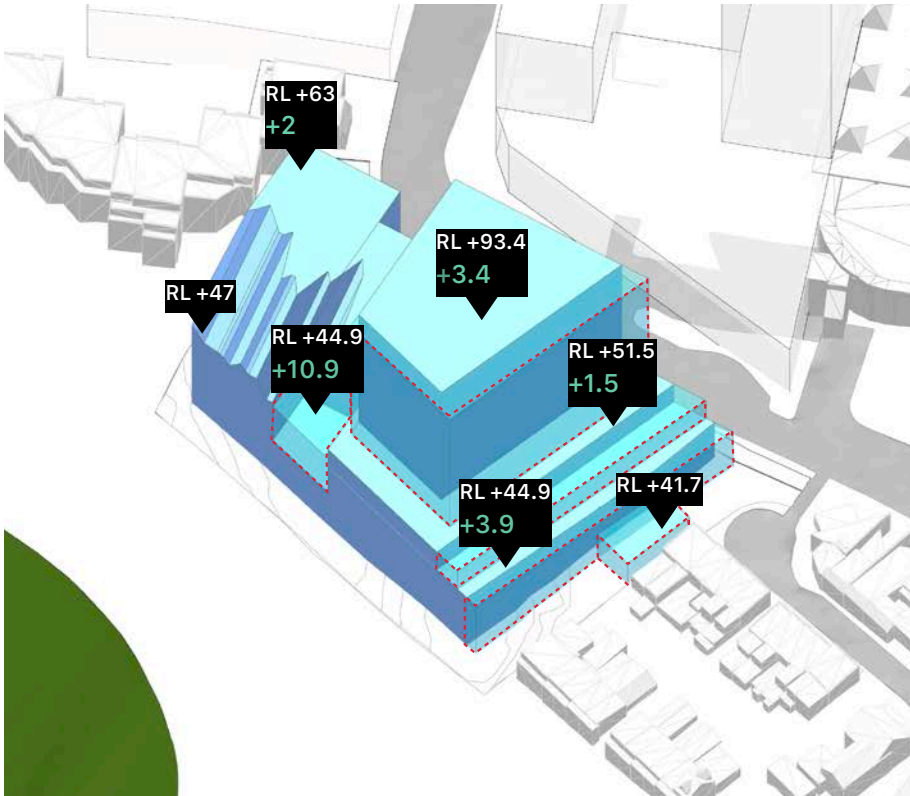 RL +63
+2
RL +93.4
+3.4
RL +47
RL +44.9
+10.9
RL +51.5
+1.5
RL +44.9
+3.9
RL +41.7